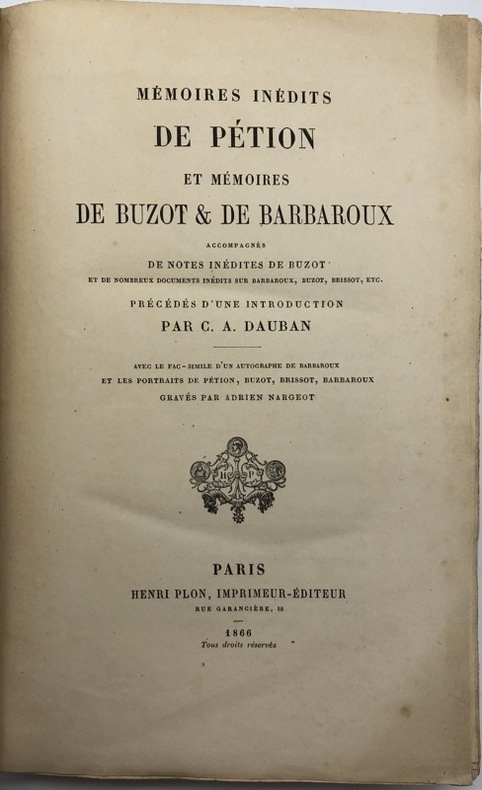 MÉMOIRES INÉDITS
DE PÉTION
ET MÉMOIRES
DE BUZOT & DE BARBAROUX
ACCOMPAGNÉS
DE NOTES INÉDITES DE BUZOT
ET DE NOMBREUX DOCUMENTS INÉDITS SUR BARBAROUX, BUZOT, BRISSOT, ETC.
PRÉCÉDÉS D'UNE INTRODUCTION
PAR C. A. DAUBAN
AVEC LE FAC-SIMILE D'UN AUTOGRAPHE DE BARBAROUX
ET LES PORTRAITS DE PÉTION, BUZOT, BRISSOT, BARBAROUX
GRAVÉS PAR ADRIEN NARGEOT
H P
PARIS
HENRI PLON, IMPRIMEUR-ÉDITEUR
RUE GARANCIÈRE, 10
1866
Tous droits réservés